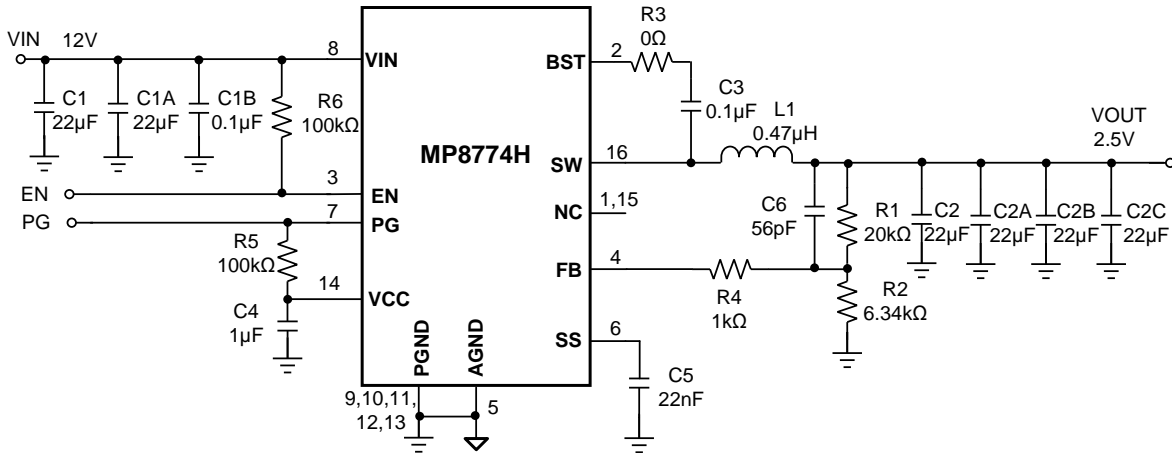 VIN 12V
8
VIN
C1
22µF
C1A
22µF
C1B
0.1µF
R6
100kΩ
EN
3
EN
PG
7
PG
R5
100kΩ
14
VCC
C4
1µF
MP8774H
PGND
AGND
9,10,11,
12,13
5
BST
2
R3
0Ω
C3
0.1µF
L1
0.47µH
SW
16
NC
1,15
FB
4
R4
1kΩ
C6
56pF
R1
20kΩ
R2
6.34kΩ
SS
6
C5
22nF
VOUT
2.5V
C2
22µF
C2A
22µF
C2B
22µF
C2C
22µF